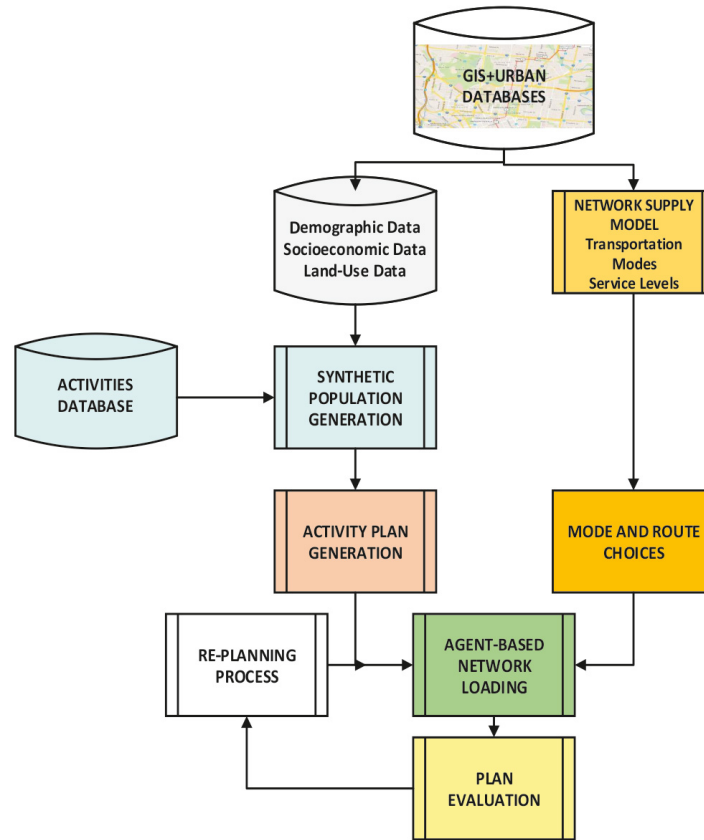 GIS+URBAN
DATABASES
Demographic Data
Socioeconomic Data
Land-Use Data
NETWORK SUPPLY
MODEL
Transportation
Modes
Service Levels
ACTIVITIES
DATABASE
SYNTHETIC
POPULATION
GENERATION
ACTIVITY PLAN
GENERATION
MODE AND ROUTE
CHOICES
RE-PLANNING
PROCESS
AGENT-BASED
NETWORK
LOADING
PLAN
EVALUATION